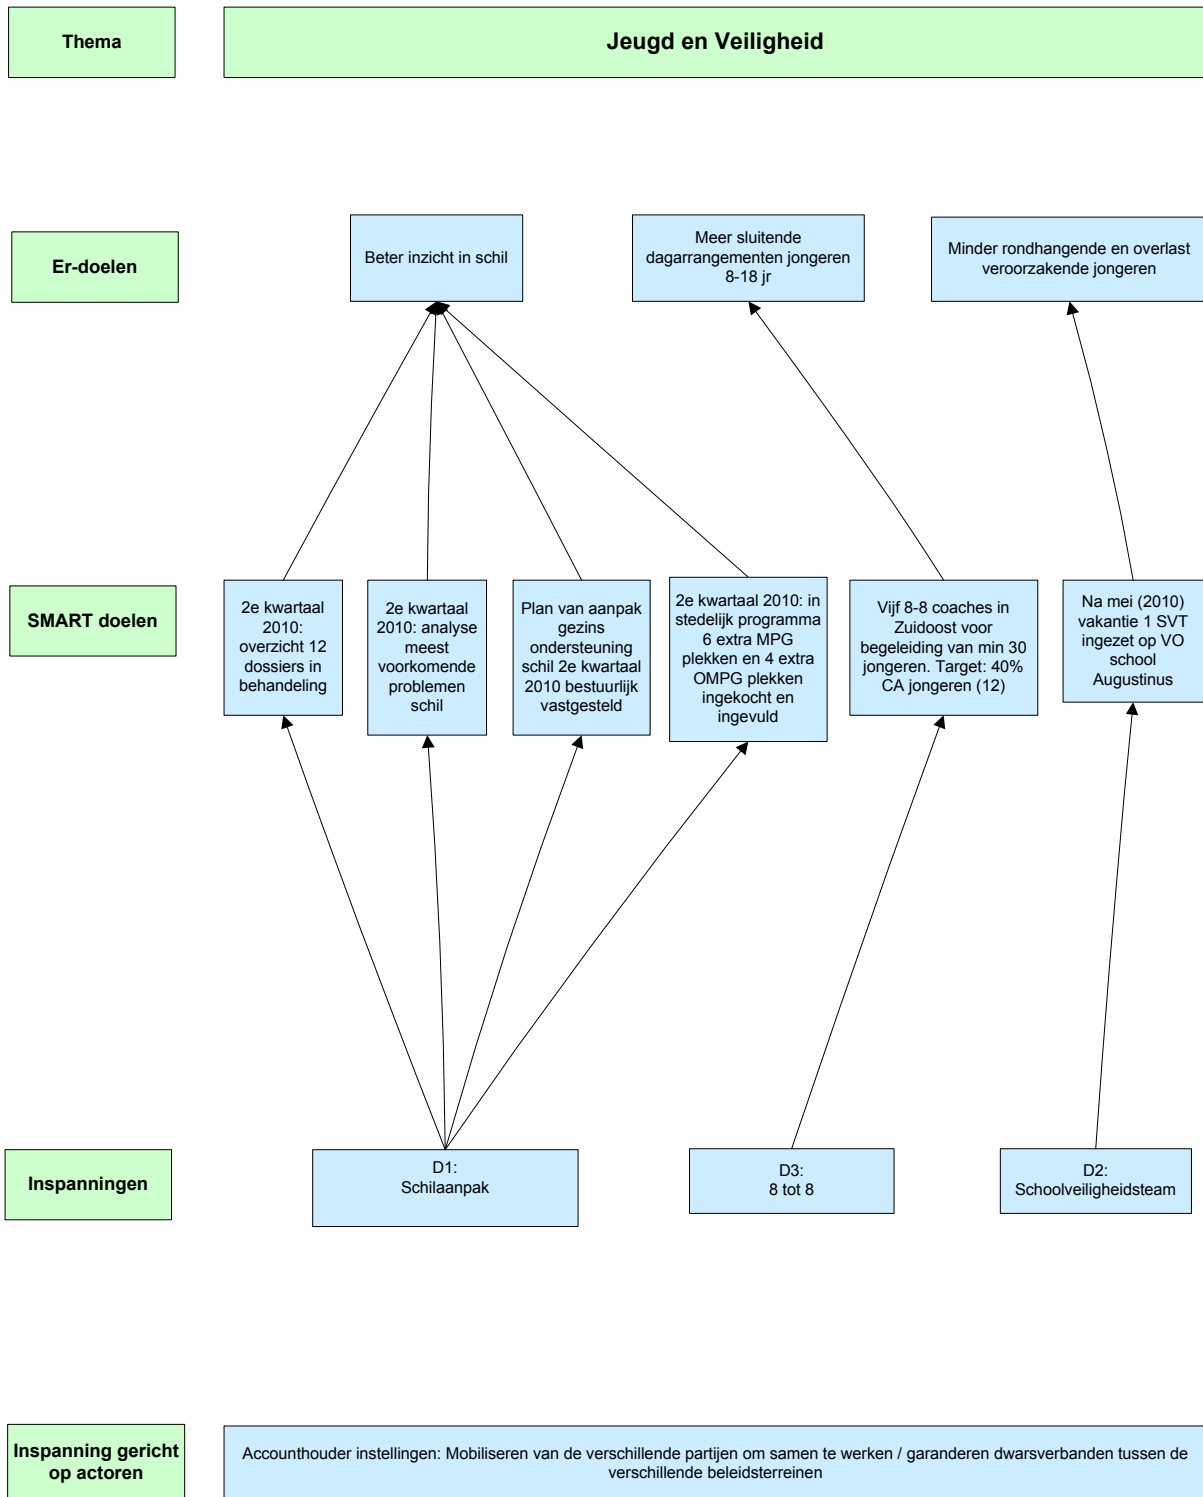 Thema
Jeugd en Veiligheid
Er-doelen
Beter inzicht in schil
Meer sluitende
dagarrangementen jongeren
8-18 jr
Minder rondhangende en overlast
veroorzakende jongeren
SMART doelen
2e kwartaal
2010:
overzicht 12
dossiers in
behandeling
2e kwartaal
2010: analyse
meest
voorkomende
problemen
schil
Plan van aanpak
gezins
ondersteuning
schil 2e kwartaal
2010 bestuurlijk
vastgesteld
2e kwartaal 2010: in
stedelijk programma
6 extra MPG
plekken en 4 extra
OMPG plekken
ingekocht en
ingevuld
Vijf 8-8 coaches in
Zuidoost voor
begeleiding van min 30
jongeren. Target: 40%
CA jongeren (12)
Na mei (2010)
vakantie 1 SVT
ingezet op VO
school
Augustinus
Inspanningen
D1:
Schilaanpak
D3:
8 tot 8
D2:
Schoolveiligheidsteam
Inspanning gericht
op actoren
Accounthouder instellingen: Mobiliseren van de verschillende partijen om samen te werken / garanderen dwarsverbanden tussen de
verschillende beleidsterreinen